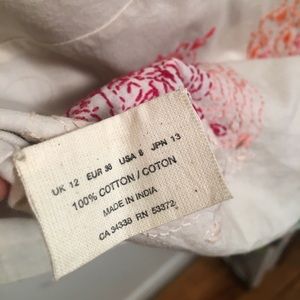 UK 12 EUR 38 USA 8 JPN 13
100% COTTON / COTON
MADE IN INDIA
CA 34338 RN 53372